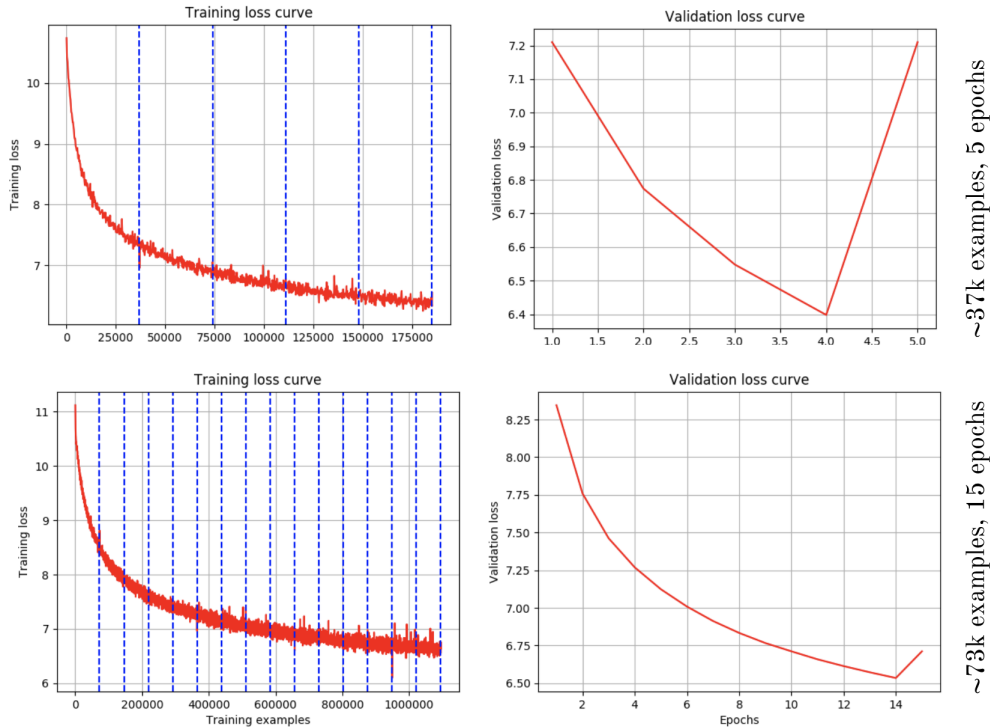 Training loss curve
Training loss
10
9
8
7
0 25000 50000 75000 100000 125000 150000 175000
Validation loss curve
Validation loss
7.2
7.1
7.0
6.9
6.8
6.7
6.6
6.5
6.4
1.0 1.5 2.0 2.5 3.0 3.5 4.0 4.5 5.0
~37k examples, 5 epochs
Training loss curve
Training loss
11
10
9
8
7
6
0 200000 400000 600000 800000 1000000
Training examples
Validation loss curve
Validation loss
8.25
8.00
7.75
7.50
7.25
7.00
6.75
6.50
2 4 6 8 10 12 14
Epochs
~73k examples, 15 epochs